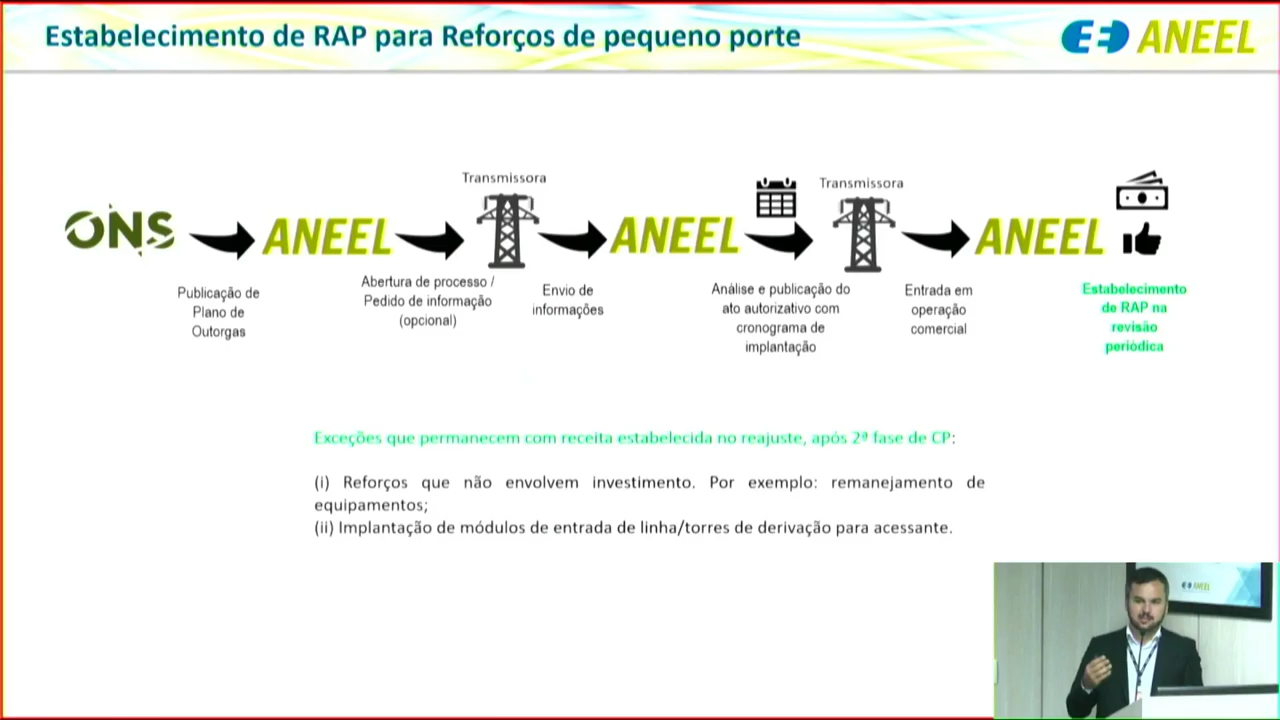 Estabelecimento de RAP para Reforços de pequeno porte
ANEEL
Transmissora
Transmissora
ONS
ANEEL
ANEEL
ANEEL
Publicação de
Plano de
Outorgas
Abertura de processo /
Pedido de informação
(opcional)
Envio de
informações
Análise e publicação do
ato autorizativo com
cronograma de
implantação
Entrada em
operação
comercial
Estabelecimento
de RAP na
revisão
periódica
Exceções que permanecem com receita estabelecida no reajuste, após 2ª fase de CP:
(i) Reforços que não envolvem investimento. Por exemplo: remanejamento de
equipamentos;
(ii) Implantação de módulos de entrada de linha/torres de derivação para acessante.
ANEEL